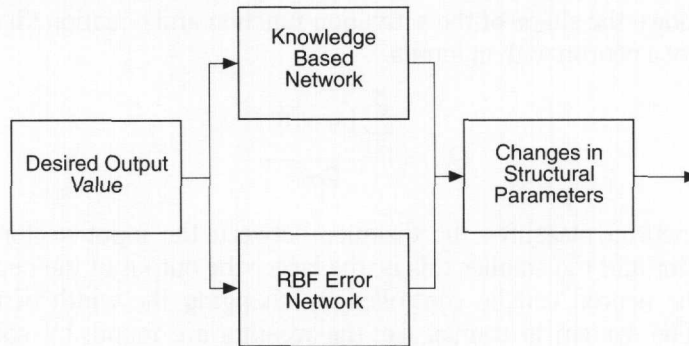 Knowledge
Based
Network
Desired Output
Value
Changes in
Structural
Parameters
RBF Error
Network